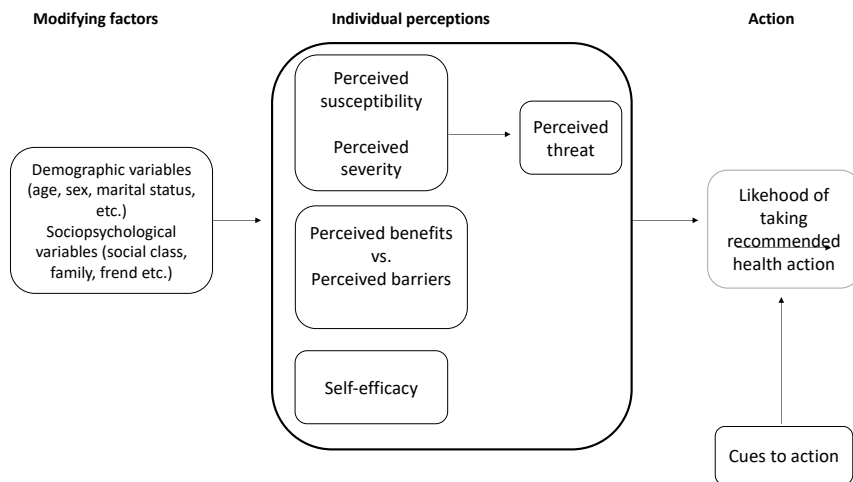 Modifying factors
Individual perceptions
Action
Demographic variables
(age, sex, marital status,
etc.)
Sociopsychological
variables (social class,
family, frend etc.)
Perceived
susceptibility
Perceived
severity
Perceived
threat
Perceived benefits
vs.
Perceived barriers
Self-efficacy
Likehood of
taking
recommended
health action
Cues to action